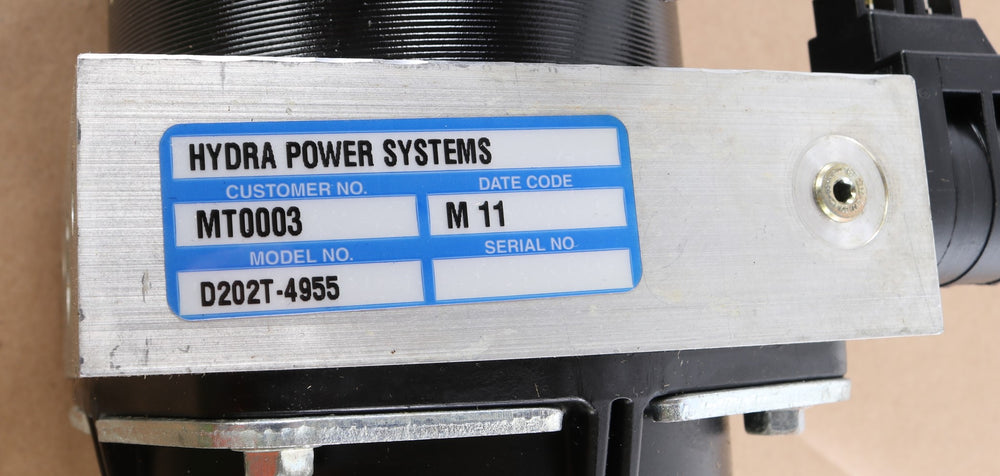 HYDRA POWER SYSTEMS
CUSTOMER NO. DATE CODE
MT0003 M 11
MODEL NO. SERIAL NO
D202T-4955